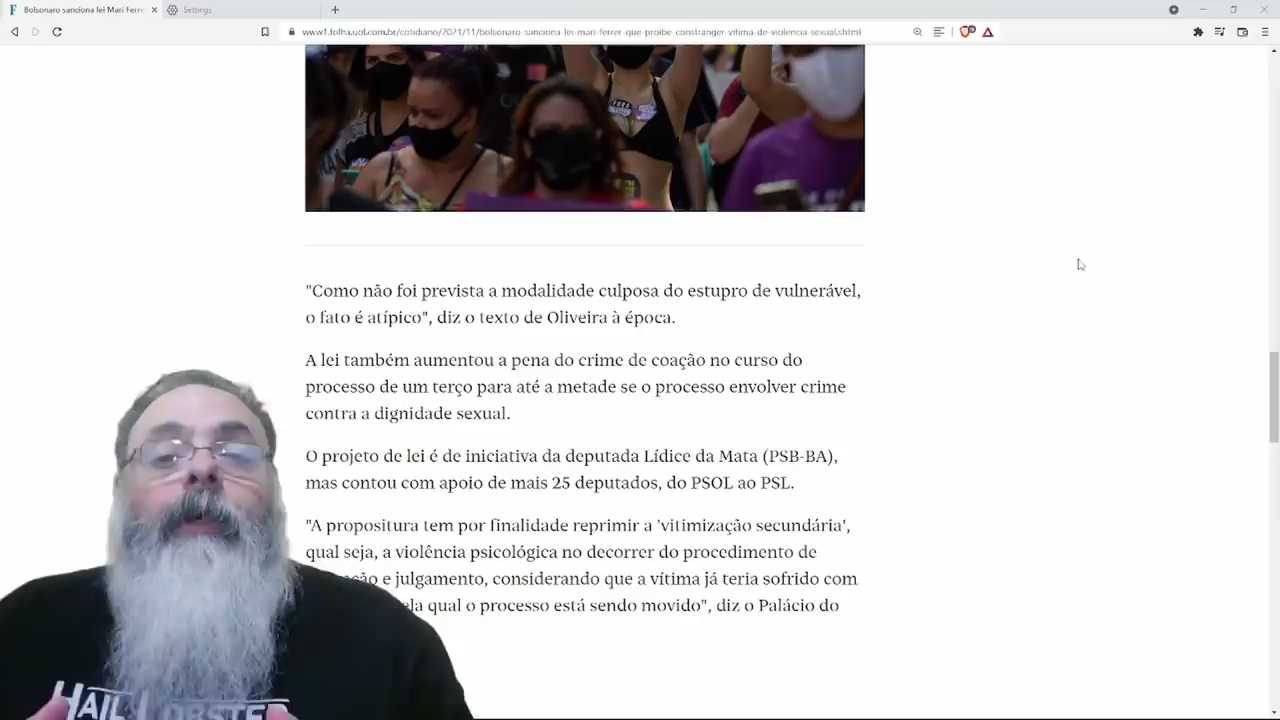 Bolsonaro sanciona lei Mari Ferre
Settings
www1.folha.uol.com.br/cotidiano/2021/11/bolsonaro-sanciona-lei-mari-ferrer-que-proibe-constranger-vitima-de-violencia-sexual.shtml
"Como não foi prevista a modalidade culposa do estupro de vulnerável,
o fato é atípico", diz o texto de Oliveira à época.
A lei também aumentou a pena do crime de coação no curso do
processo de um terço para até a metade se o processo envolver crime
contra a dignidade sexual.
O projeto de lei é de iniciativa da deputada Lídice da Mata (PSB-BA),
mas contou com apoio de mais 25 deputados, do PSOL ao PSL.
"A propositura tem por finalidade reprimir a 'vitimização secundária',
qual seja, a violência psicológica no decorrer do procedimento de
e julgamento, considerando que a vítima já teria sofrido com
qual o processo está sendo movido", diz o Palácio do
HAIL LOBSTER